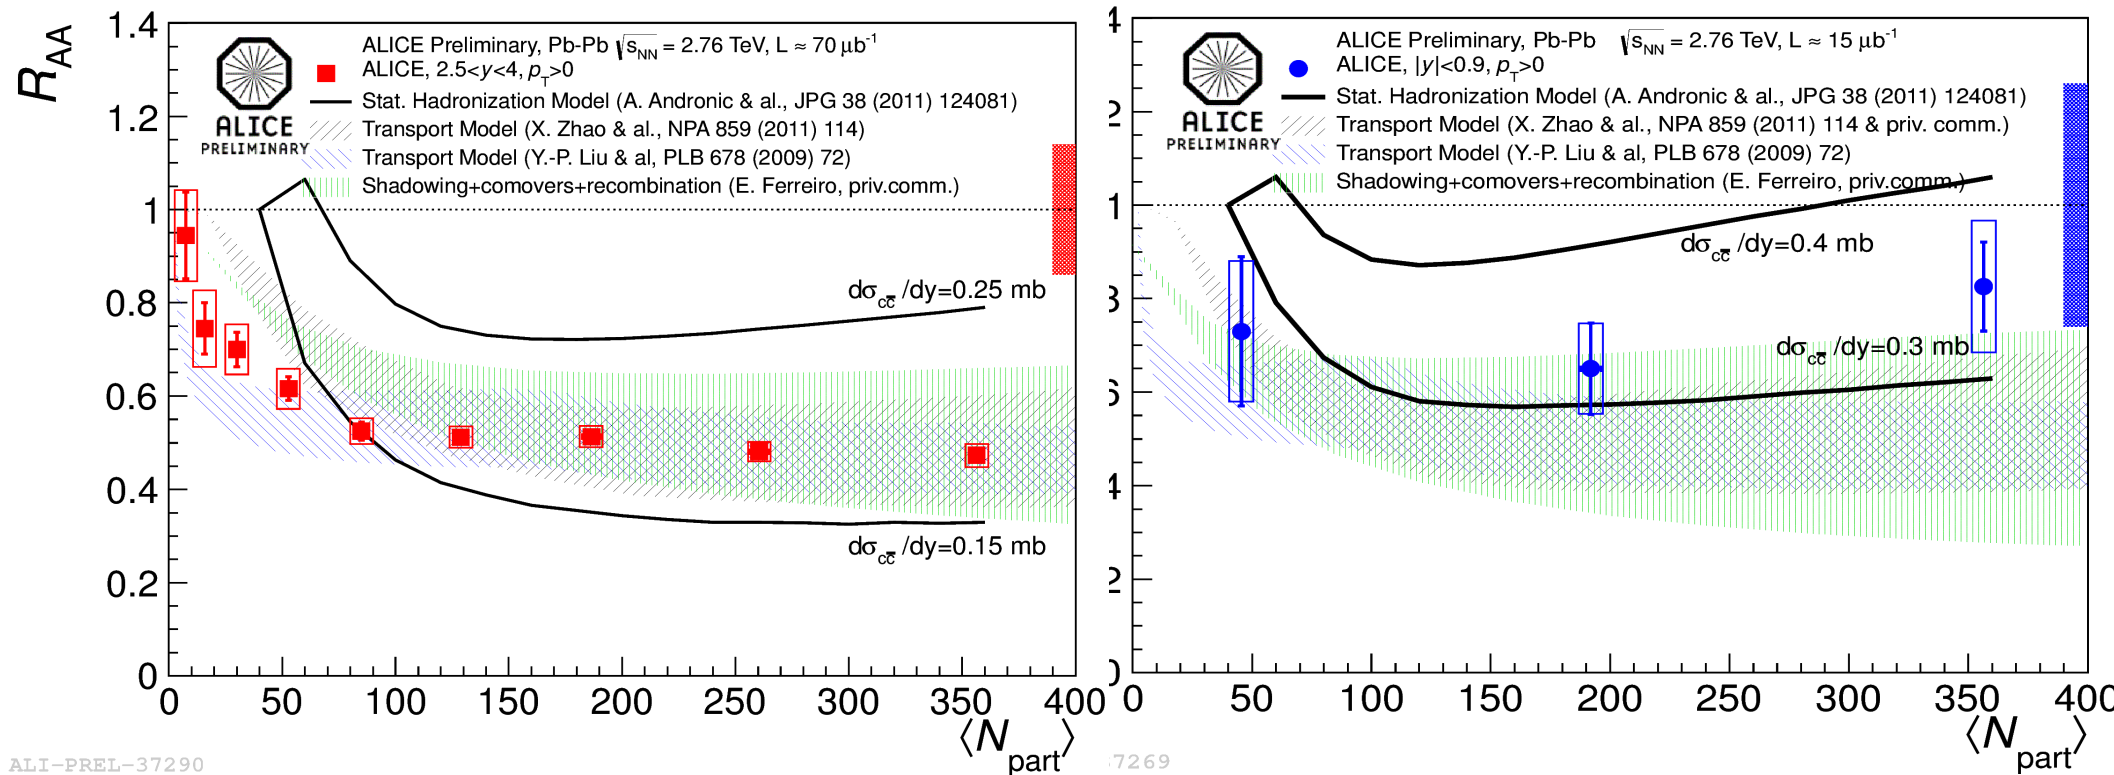 R_AA
1.4
1.2
1
0.8
0.6
0.4
0.2
0
ALICE Preliminary, Pb-Pb √s_NN = 2.76 TeV, L ≈ 70 μb⁻¹
ALICE, 2.5<y<4, p_T>0
Stat. Hadronization Model (A. Andronic & al., JPG 38 (2011) 124081)
Transport Model (X. Zhao & al., NPA 859 (2011) 114)
Transport Model (Y.-P. Liu & al, PLB 678 (2009) 72)
Shadowing+comovers+recombination (E. Ferreiro, priv.comm.)
ALICE
PRELIMINARY
dσ_cc̅ /dy=0.25 mb
dσ_cc̅ /dy=0.15 mb
0 50 100 150 200 250 300 350 400
⟨N_part⟩
ALI-PREL-37290
4
2
1
8
6
4
2
0
ALICE Preliminary, Pb-Pb √s_NN = 2.76 TeV, L ≈ 15 μb⁻¹
ALICE, |y|<0.9, p_T>0
Stat. Hadronization Model (A. Andronic & al., JPG 38 (2011) 124081)
Transport Model (X. Zhao & al., NPA 859 (2011) 114 & priv. comm.)
Transport Model (Y.-P. Liu & al, PLB 678 (2009) 72)
Shadowing+comovers+recombination (E. Ferreiro, priv.comm.)
ALICE
PRELIMINARY
dσ_cc̅ /dy=0.4 mb
dσ_cc̅ /dy=0.3 mb
0 50 100 150 200 250 300 350 400
⟨N_part⟩
7269